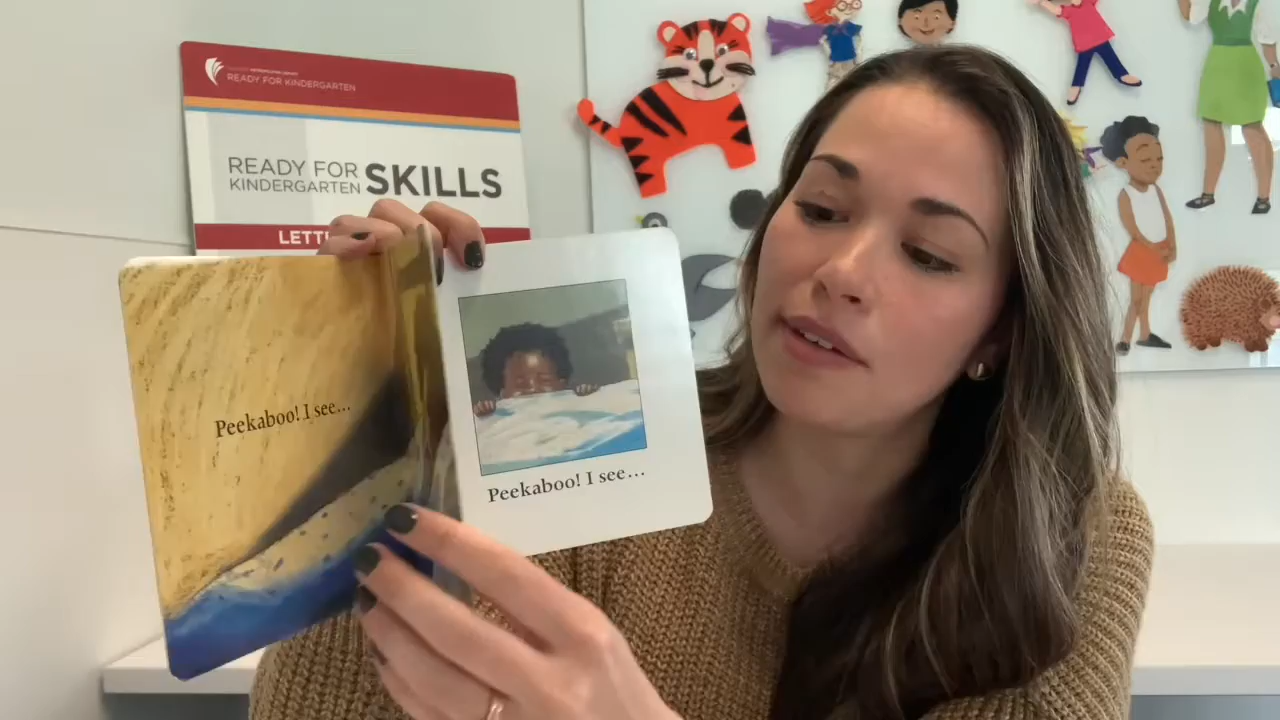 READY FOR KINDERGARTEN
READY FOR
KINDERGARTEN
SKILLS
Peekaboo! I see...
Peekaboo! I see...